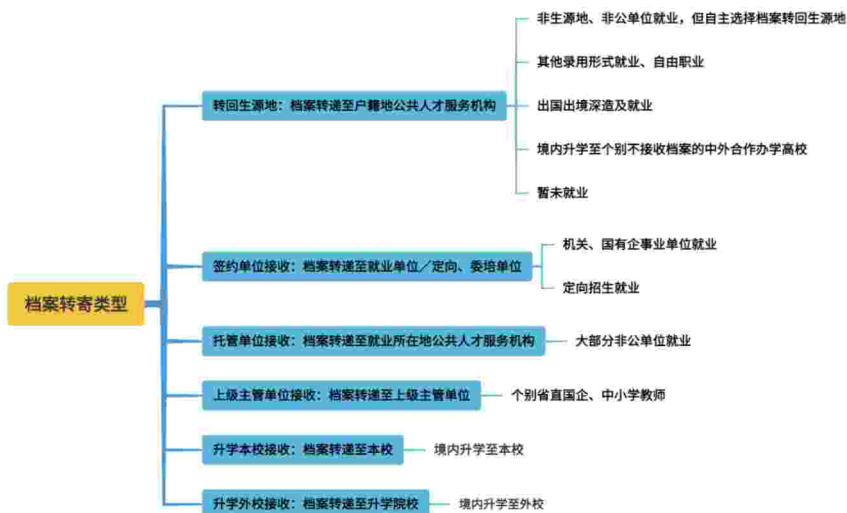 档案转寄类型
转回生源地：档案转递至户籍地公共人才服务机构
非生源地、非公单位就业，但自主选择档案转回生源地
其他录用形式就业、自由职业
出国出境深造及就业
境内升学至个别不接收档案的中外合作办学高校
暂未就业
签约单位接收：档案转递至就业单位／定向、委培单位
机关、国有企事业单位就业
定向招生就业
托管单位接收：档案转递至就业所在地公共人才服务机构
大部分非公单位就业
上级主管单位接收：档案转递至上级主管单位
个别省直国企、中小学教师
升学本校接收：档案转递至本校
境内升学至本校
升学外校接收：档案转递至升学院校
境内升学至外校